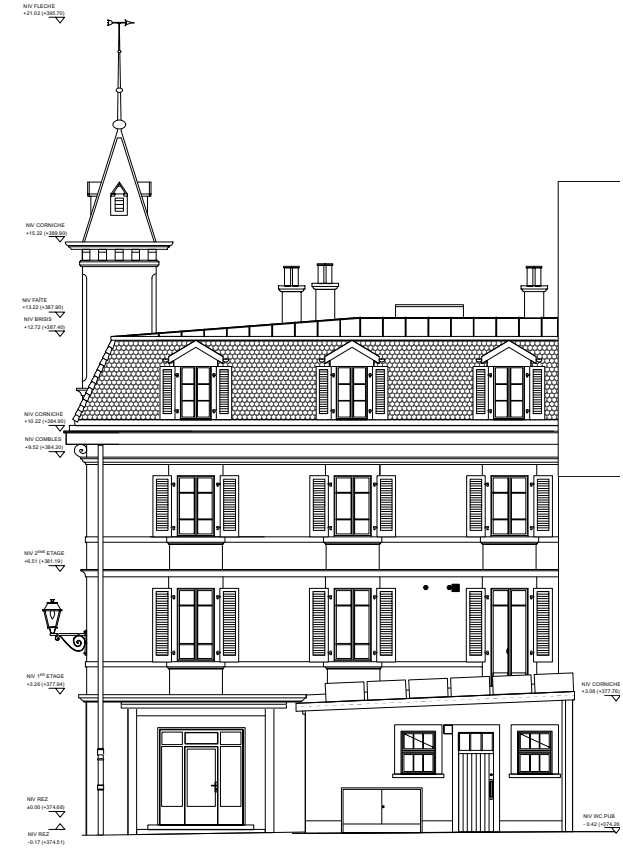 NIV FLECHE
+21.02 (+395.70)
NIV CORNICHE
+15.22 (+389.90)
NIV FAÎTE
+13.22 (+387.90)
NIV BRISIS
+12.72 (+387.40)
NIV CORNICHE
+10.22 (+384.90)
NIV COMBLES
+9.52 (+384.20)
NIV 2ÈME ETAGE
+6.51 (+381.19)
NIV 1ER ETAGE
+3.26 (+377.94)
NIV CORNICHE
+3.08 (+377.76)
NIV REZ
±0.00 (+374.68)
NIV WC PUB
- 0.42 (+374.26
NIV REZ
-0.17 (+374.51)